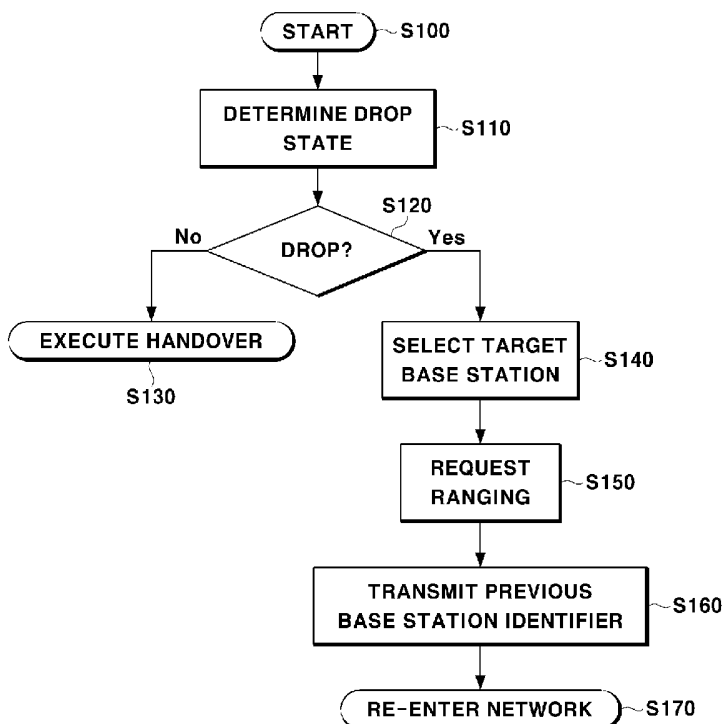 START
S100
DETERMINE DROP
STATE
S110
S120
No
DROP?
Yes
EXECUTE HANDOVER
S130
SELECT TARGET
BASE STATION
S140
REQUEST
RANGING
S150
TRANSMIT PREVIOUS
BASE STATION IDENTIFIER
S160
RE-ENTER NETWORK
S170